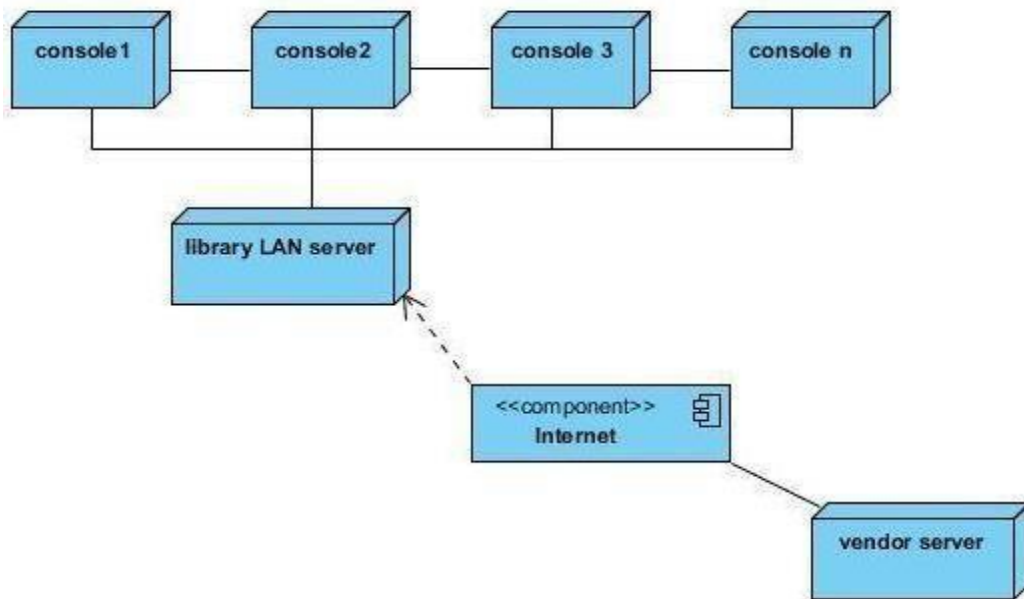 console1
console2
console 3
console n
library LAN server
<<component>>
Internet
vendor server